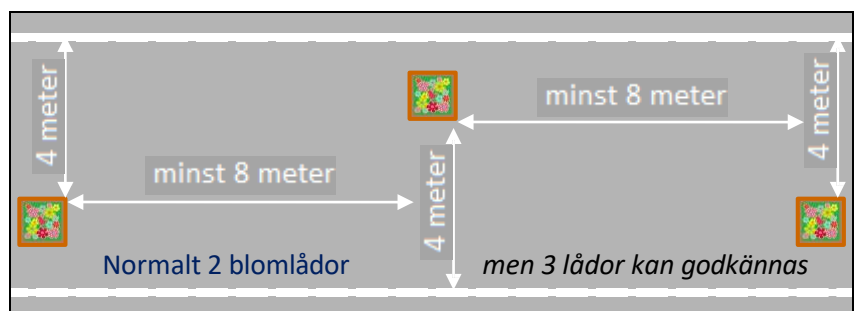 4 meter
minst 8 meter
4 meter
minst 8 meter
4 meter
Normalt 2 blomlådor
men 3 lådor kan godkännas